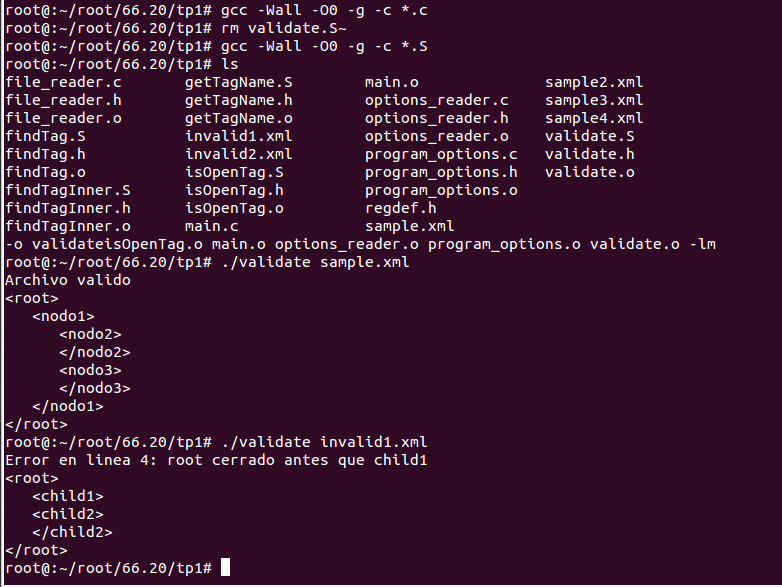 root@:~/root/66.20/tp1# gcc -Wall -O0 -g -c *.c
root@:~/root/66.20/tp1# rm validate.S~
root@:~/root/66.20/tp1# gcc -Wall -O0 -g -c *.S
root@:~/root/66.20/tp1# ls
file_reader.c getTagName.S main.o sample2.xml
file_reader.h getTagName.h options_reader.c sample3.xml
file_reader.o getTagName.o options_reader.h sample4.xml
findTag.S invalid1.xml options_reader.o validate.S
findTag.h invalid2.xml program_options.c validate.h
findTag.o isOpenTag.S program_options.h validate.o
findTagInner.S isOpenTag.h program_options.o
findTagInner.h isOpenTag.o regdef.h
findTagInner.o main.c sample.xml
-o validateisOpenTag.o main.o options_reader.o program_options.o validate.o -lm
root@:~/root/66.20/tp1# ./validate sample.xml
Archivo valido
<root>
   <nodo1>
      <nodo2>
      </nodo2>
      <nodo3>
      </nodo3>
   </nodo1>
</root>
root@:~/root/66.20/tp1# ./validate invalid1.xml
Error en linea 4: root cerrado antes que child1
<root>
   <child1>
   <child2>
   </child2>
</root>
root@:~/root/66.20/tp1#